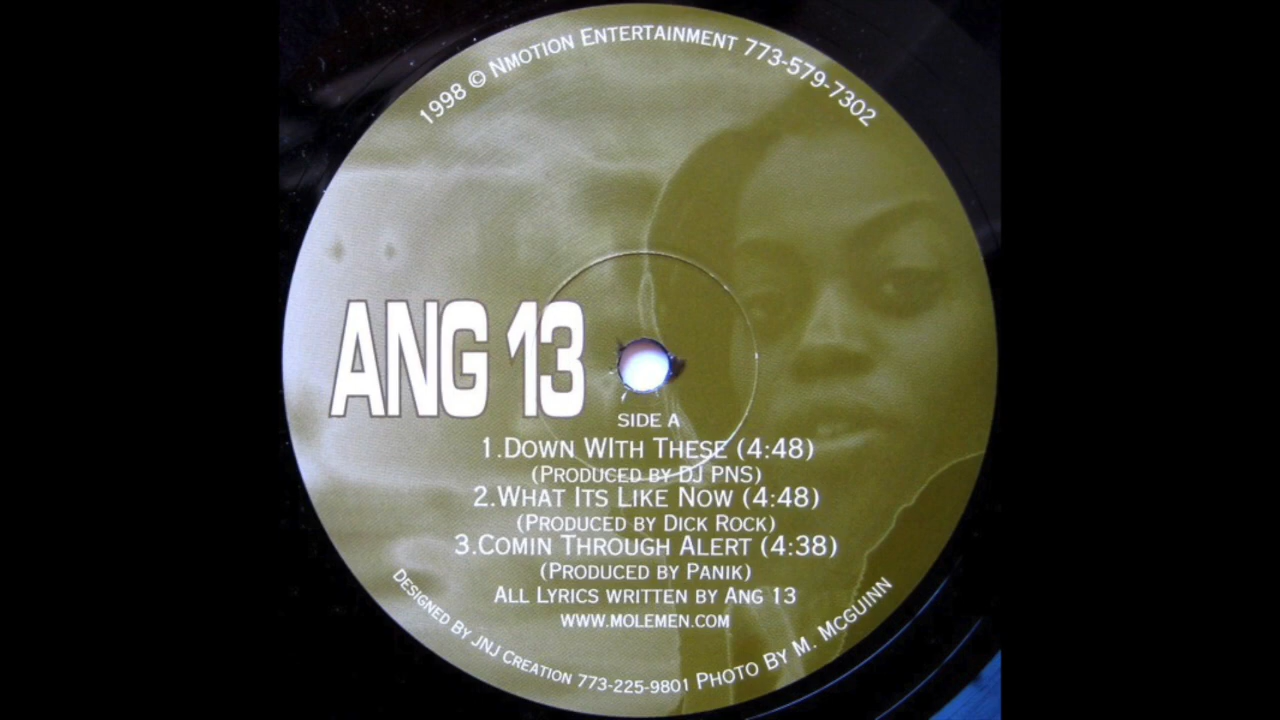 1998 © NMOTION ENTERTAINMENT 773-579-7302
ANG 13
SIDE A
1.DOWN WITH THESE (4:48)
(PRODUCED BY DJ PNS)
2.WHAT ITS LIKE NOW (4:48)
(PRODUCED BY DICK ROCK)
3.COMIN THROUGH ALERT (4:38)
(PRODUCED BY PANIK)
ALL LYRICS WRITTEN BY ANG 13
WWW.MOLEMEN.COM
DESIGNED BY JNJ CREATION 773-225-9801 PHOTO BY M. MCGUINN